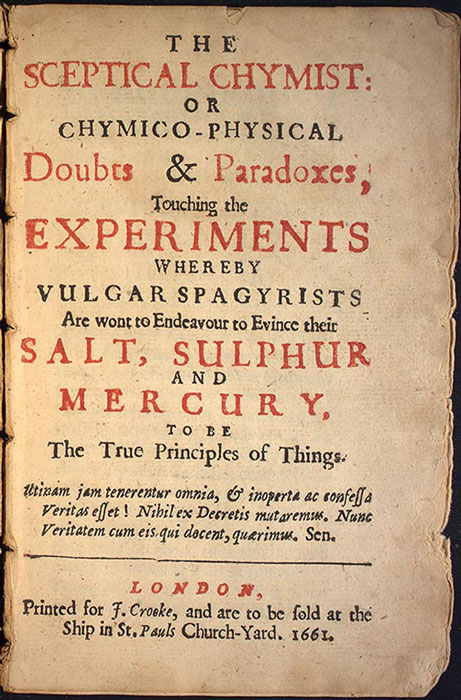 THE
SCEPTICAL CHYMIST:
OR
CHYMICO-PHYSICAL
Doubts & Paradoxes,
Touching the
EXPERIMENTS
WHEREBY
VULGAR SPAGYRISTS
Are wont to Endeavour to Evince their
SALT, SULPHUR
AND
MERCURY,
TO BE
The True Principles of Things.
Utinam jam tenerentur omnia, & inoperta ac confeſſa
Veritas eſſet! Nihil ex Decretis mutaremus. Nunc
Veritatem cum eis qui docent, quærimus. Sen.
LONDON,
Printed for J. Crooke, and are to be ſold at the
Ship in St. Pauls Church-Yard. 1661.